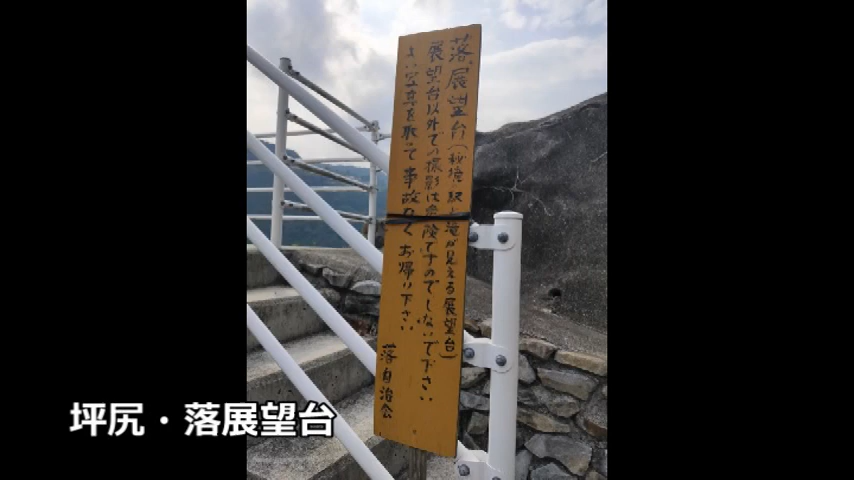 落展望台(秘境駅と滝が見える展望台)
展望台以外での撮影は危険ですのでしないで下さい
よい写真を取って事故なくお帰り下さい
落自治会
坪尻・落展望台